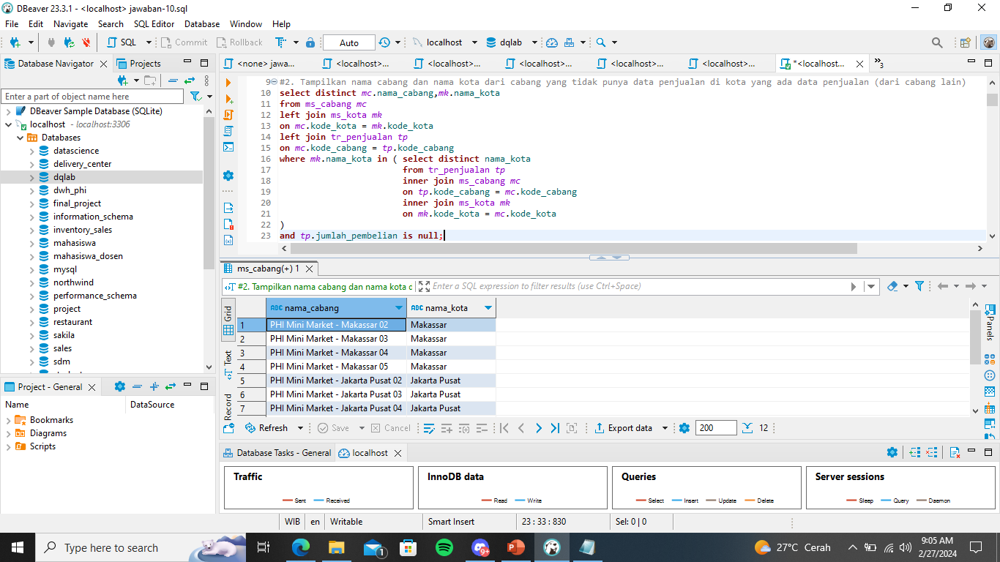 DBeaver 23.3.1 - <localhost> jawaban-10.sql
File Edit Navigate Search SQL Editor Database Window Help
SQL Commit Rollback Auto localhost dqlab
Database Navigator Projects
Enter a part of object name here
DBeaver Sample Database (SQLite)
localhost - localhost:3306
Databases
datascience
delivery_center
dqlab
dwh_phi
final_project
information_schema
inventory_sales
mahasiswa
mahasiswa_dosen
mysql
northwind
performance_schema
project
restaurant
sakila
sales
sdm
Project - General
Name DataSource
Bookmarks
Diagrams
Scripts
<none> jawa... <localhost>... <localhost>... <localhost>... <localhost>... <localhost>... *<localhost... »3
9 #2. Tampilkan nama cabang dan nama kota dari cabang yang tidak punya data penjualan di kota yang ada data penjualan (dari cabang lain)
10 select distinct mc.nama_cabang,mk.nama_kota
11 from ms_cabang mc
12 left join ms_kota mk
13 on mc.kode_kota = mk.kode_kota
14 left join tr_penjualan tp
15 on mc.kode_cabang = tp.kode_cabang
16 where mk.nama_kota in ( select distinct nama_kota
17 from tr_penjualan tp
18 inner join ms_cabang mc
19 on tp.kode_cabang = mc.kode_cabang
20 inner join ms_kota mk
21 on mk.kode_kota = mc.kode_kota
22 )
23 and tp.jumlah_pembelian is null;
ms_cabang(+) 1
#2. Tampilkan nama cabang dan nama kota d Enter a SQL expression to filter results (use Ctrl+Space)
Grid
Text
Record
Panels
ABC nama_cabang ABC nama_kota
1 PHI Mini Market - Makassar 02 Makassar
2 PHI Mini Market - Makassar 03 Makassar
3 PHI Mini Market - Makassar 04 Makassar
4 PHI Mini Market - Makassar 05 Makassar
5 PHI Mini Market - Jakarta Pusat 02 Jakarta Pusat
6 PHI Mini Market - Jakarta Pusat 03 Jakarta Pusat
7 PHI Mini Market - Jakarta Pusat 04 Jakarta Pusat
Refresh Save Cancel Export data 200 12
Database Tasks - General localhost
Traffic InnoDB data Queries Server sessions
Sent Received Read Write Select Insert Update Delete Sleep Query Daemon
WIB en Writable Smart Insert 23 : 33 : 830 Sel: 0 | 0
Type here to search 1 9+ 27°C Cerah 9:05 AM
2/27/2024